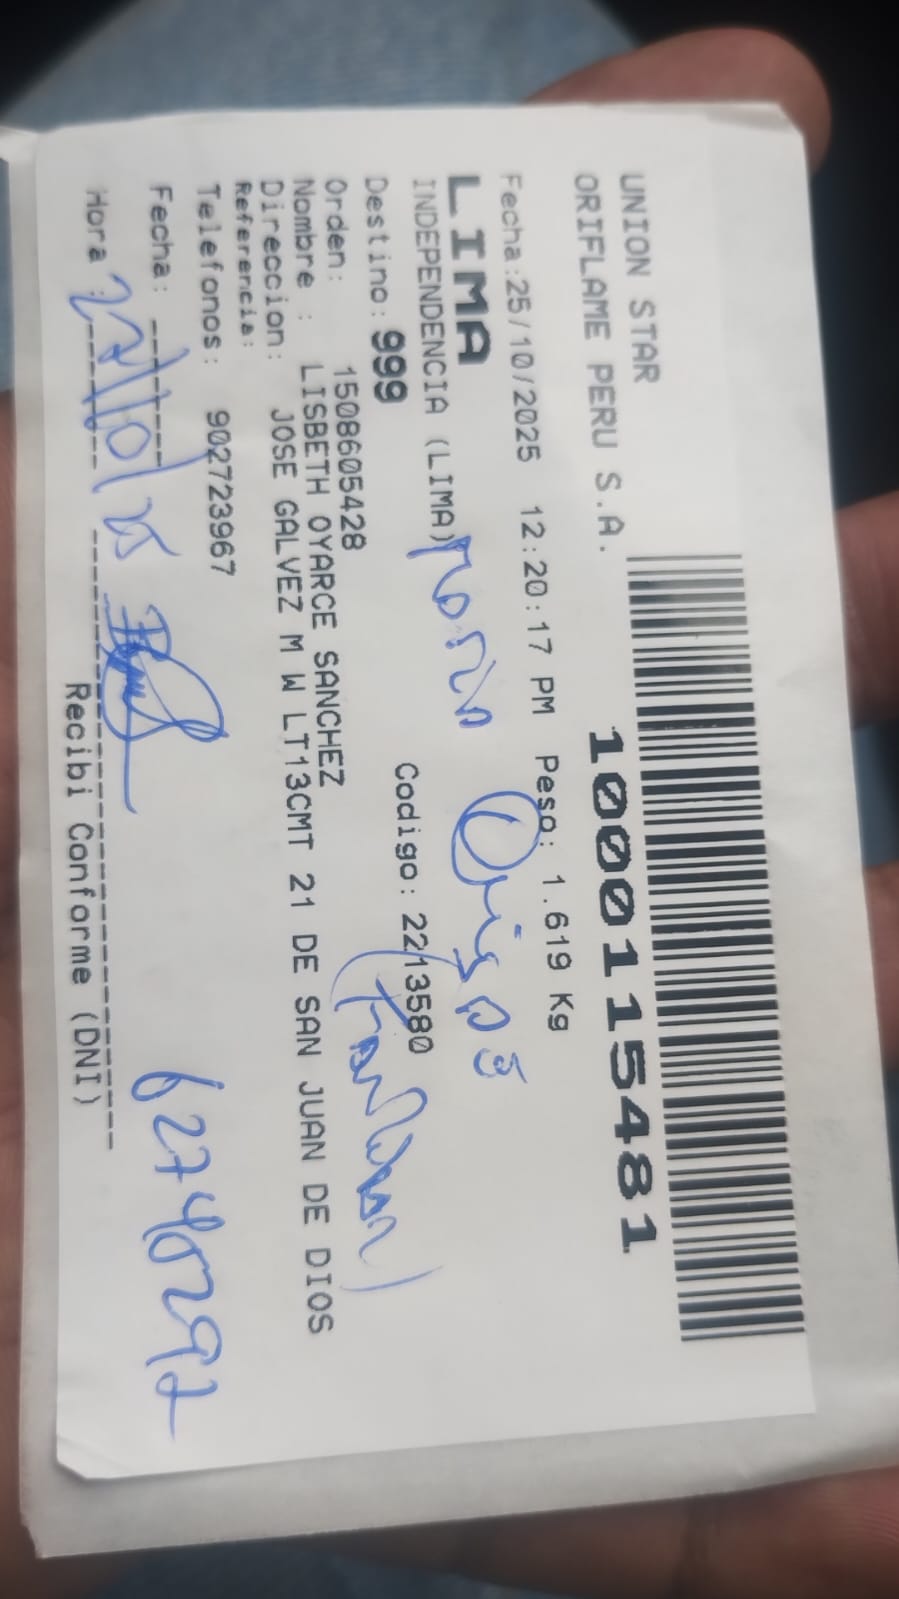 UNION STAR
ORIFLAME PERU S.A.
1000115481
Fecha:25/10/2025 12:20:17 PM Peso: 1.619 Kg
LIMA
INDEPENDENCIA (LIMA)
Destino: 999 Codigo: 2213580
Orden: 1508605428
Nombre : LISBETH OYARCE SANCHEZ
Direccion: JOSE GALVEZ M W LT13CMT 21 DE SAN JUAN DE DIOS
Referencia:
Telefonos: 902723967
Fecha:
Hora :
Recibi Conforme (DNI)